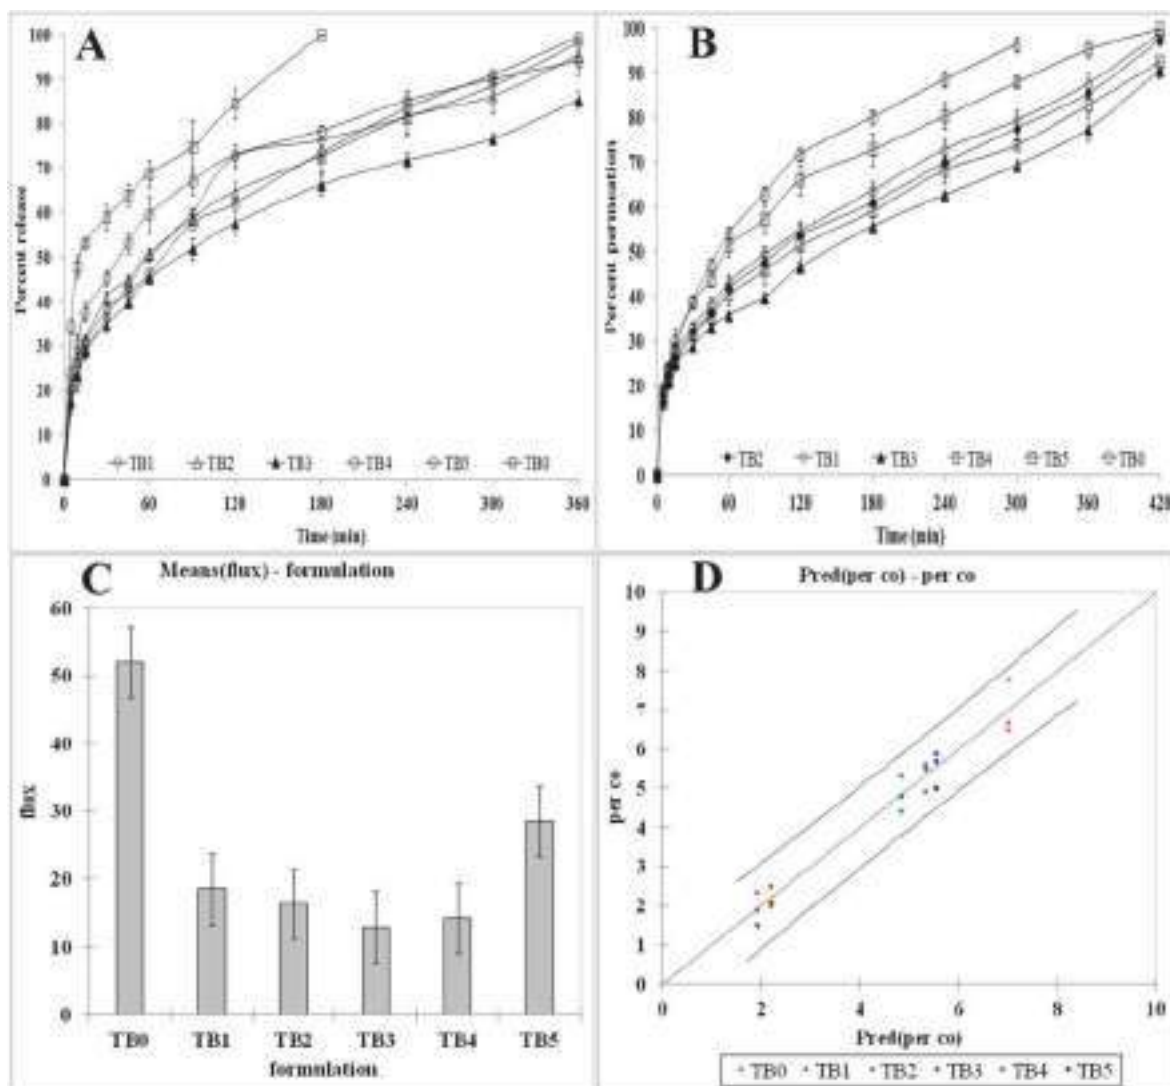 A
100
90
80
70
60
50
40
30
20
10
0
Percent release
TB1 TB2 TB3 TB4 TB5 TB0
0 60 120 180 240 300 360
Time (min)
B
100
90
80
70
60
50
40
30
20
10
0
Percent permeation
TB2 TB1 TB3 TB4 TB5 TB0
0 60 120 180 240 300 360 420
Time (min)
C
Means(flux) - formulation
60
50
40
30
20
10
0
flux
TB0 TB1 TB2 TB3 TB4 TB5
formulation
D
Pred(per co) - per co
10
9
8
7
6
5
4
3
2
1
0
per co
0 2 4 6 8 10
Pred(per co)
TB0 TB1 TB2 TB3 TB4 TB5